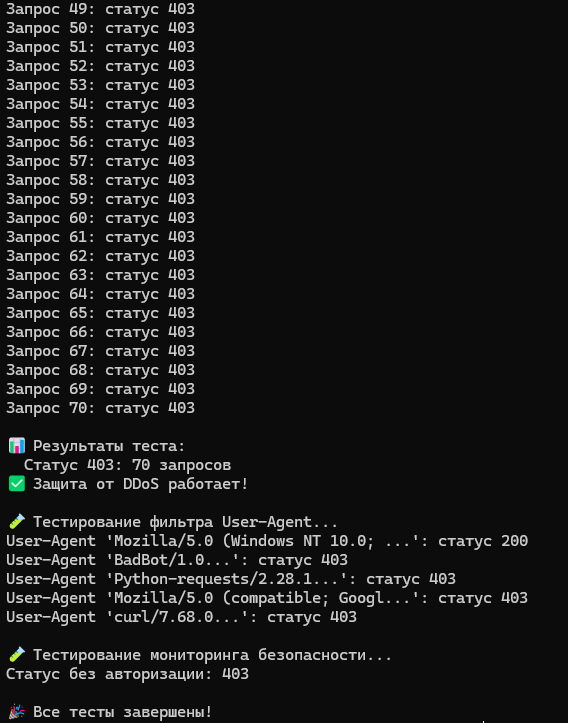 Запрос 49: статус 403
Запрос 50: статус 403
Запрос 51: статус 403
Запрос 52: статус 403
Запрос 53: статус 403
Запрос 54: статус 403
Запрос 55: статус 403
Запрос 56: статус 403
Запрос 57: статус 403
Запрос 58: статус 403
Запрос 59: статус 403
Запрос 60: статус 403
Запрос 61: статус 403
Запрос 62: статус 403
Запрос 63: статус 403
Запрос 64: статус 403
Запрос 65: статус 403
Запрос 66: статус 403
Запрос 67: статус 403
Запрос 68: статус 403
Запрос 69: статус 403
Запрос 70: статус 403
📊 Результаты теста:
Статус 403: 70 запросов
✅ Защита от DDoS работает!
🧪 Тестирование фильтра User-Agent...
User-Agent 'Mozilla/5.0 (Windows NT 10.0; ...': статус 200
User-Agent 'BadBot/1.0...': статус 403
User-Agent 'Python-requests/2.28.1...': статус 403
User-Agent 'Mozilla/5.0 (compatible; Googl...': статус 403
User-Agent 'curl/7.68.0...': статус 403
🧪 Тестирование мониторинга безопасности...
Статус без авторизации: 403
🎉 Все тесты завершены!